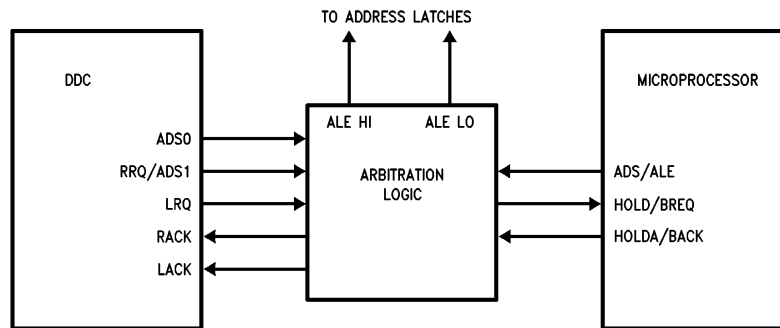 TO ADDRESS LATCHES
DDC
MICROPROCESSOR
ALE HI
ALE LO
ADS0
RRQ/ADS1
LRQ
RACK
LACK
ARBITRATION
LOGIC
ADS/ALE
HOLD/BREQ
HOLDA/BACK